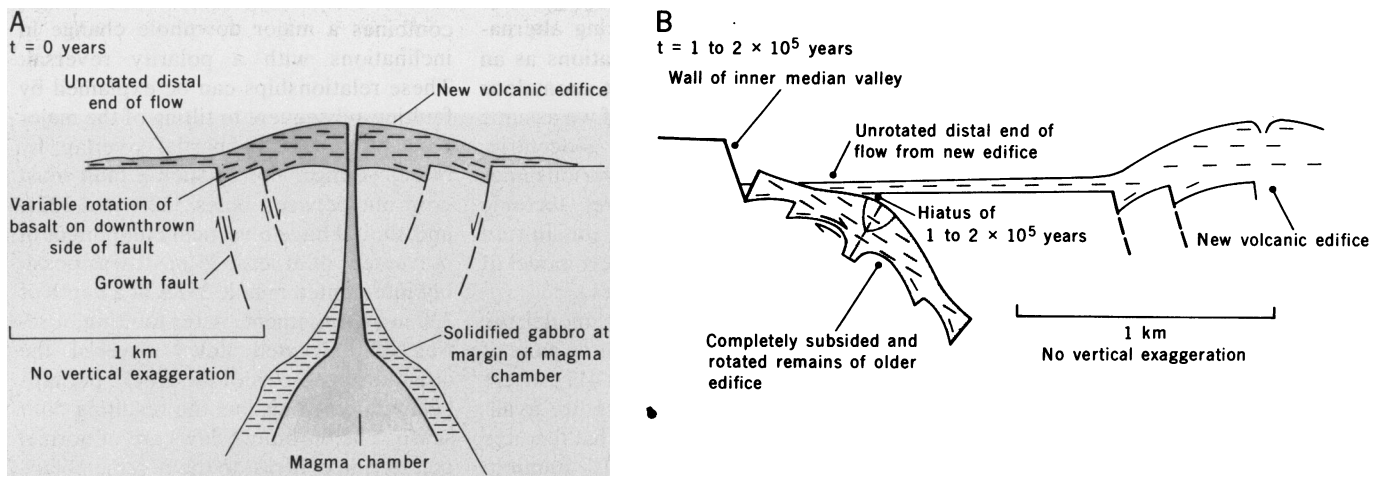 A
t = 0 years
Unrotated distal
end of flow
New volcanic edifice
Variable rotation of
basalt on downthrown
side of fault
Growth fault
1 km
No vertical exaggeration
Solidified gabbro at
margin of magma
chamber
Magma chamber
B
t = 1 to 2 × 10⁵ years
Wall of inner median valley
Unrotated distal end of
flow from new edifice
Hiatus of
1 to 2 × 10⁵ years
New volcanic edifice
Completely subsided and
rotated remains of older
edifice
1 km
No vertical exaggeration